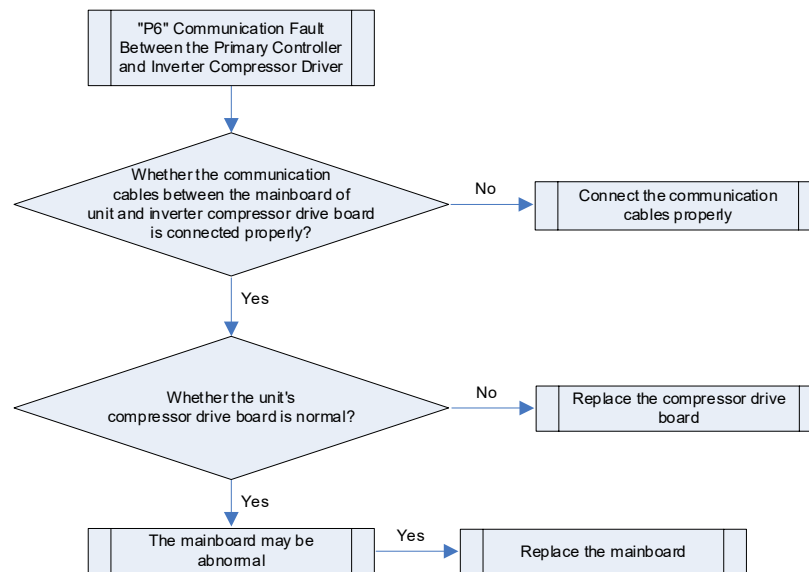 "P6" Communication Fault
Between the Primary Controller
and Inverter Compressor Driver
Whether the communication
cables between the mainboard of
unit and inverter compressor drive board
is connected properly?
No
Connect the communication
cables properly
Yes
Whether the unit's
compressor drive board is normal?
No
Replace the compressor drive
board
Yes
The mainboard may be
abnormal
Yes
Replace the mainboard